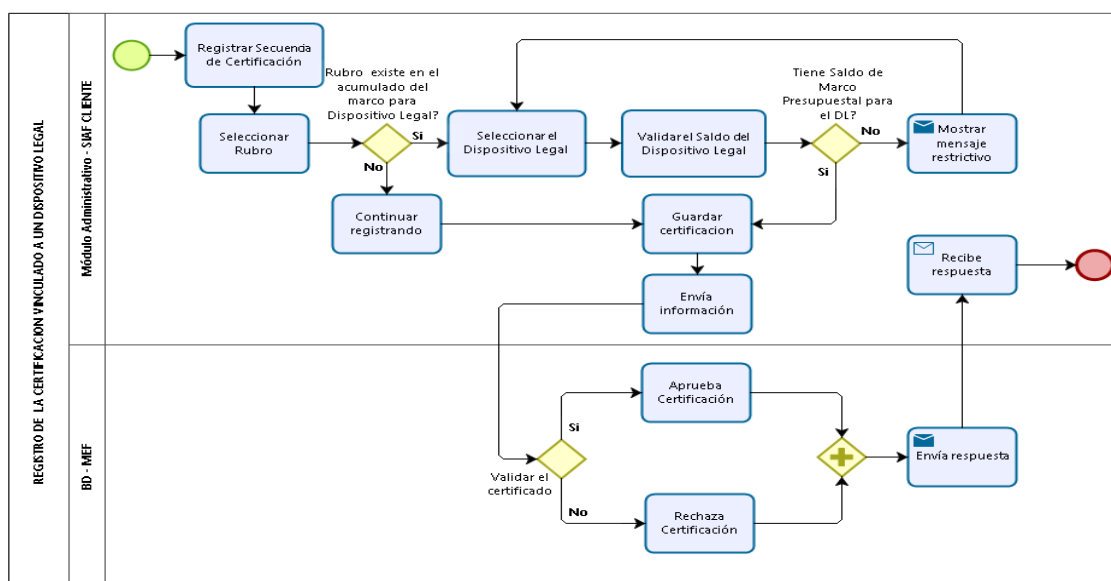 REGISTRO DE LA CERTIFICACION VINCULADO A UN DISPOSITIVO LEGAL
Módulo Administrativo - SIAF CLIENTE
Registrar Secuencia
de Certificación
Seleccionar
Rubro
Rubro existe en el
acumulado del
marco para
Dispositivo Legal?
Si
No
Seleccionar el
Dispositivo Legal
Validar el Saldo del
Dispositivo Legal
Tiene Saldo de
Marco
Presupuestal para
el DL?
No
Si
Mostrar
mensaje
restrictivo
Continuar
registrando
Guardar
certificacion
Envía
información
Recibe
respuesta
BD - MEF
Validar el
certificado
Si
No
Aprueba
Certificación
Rechaza
Certificación
Envía respuesta